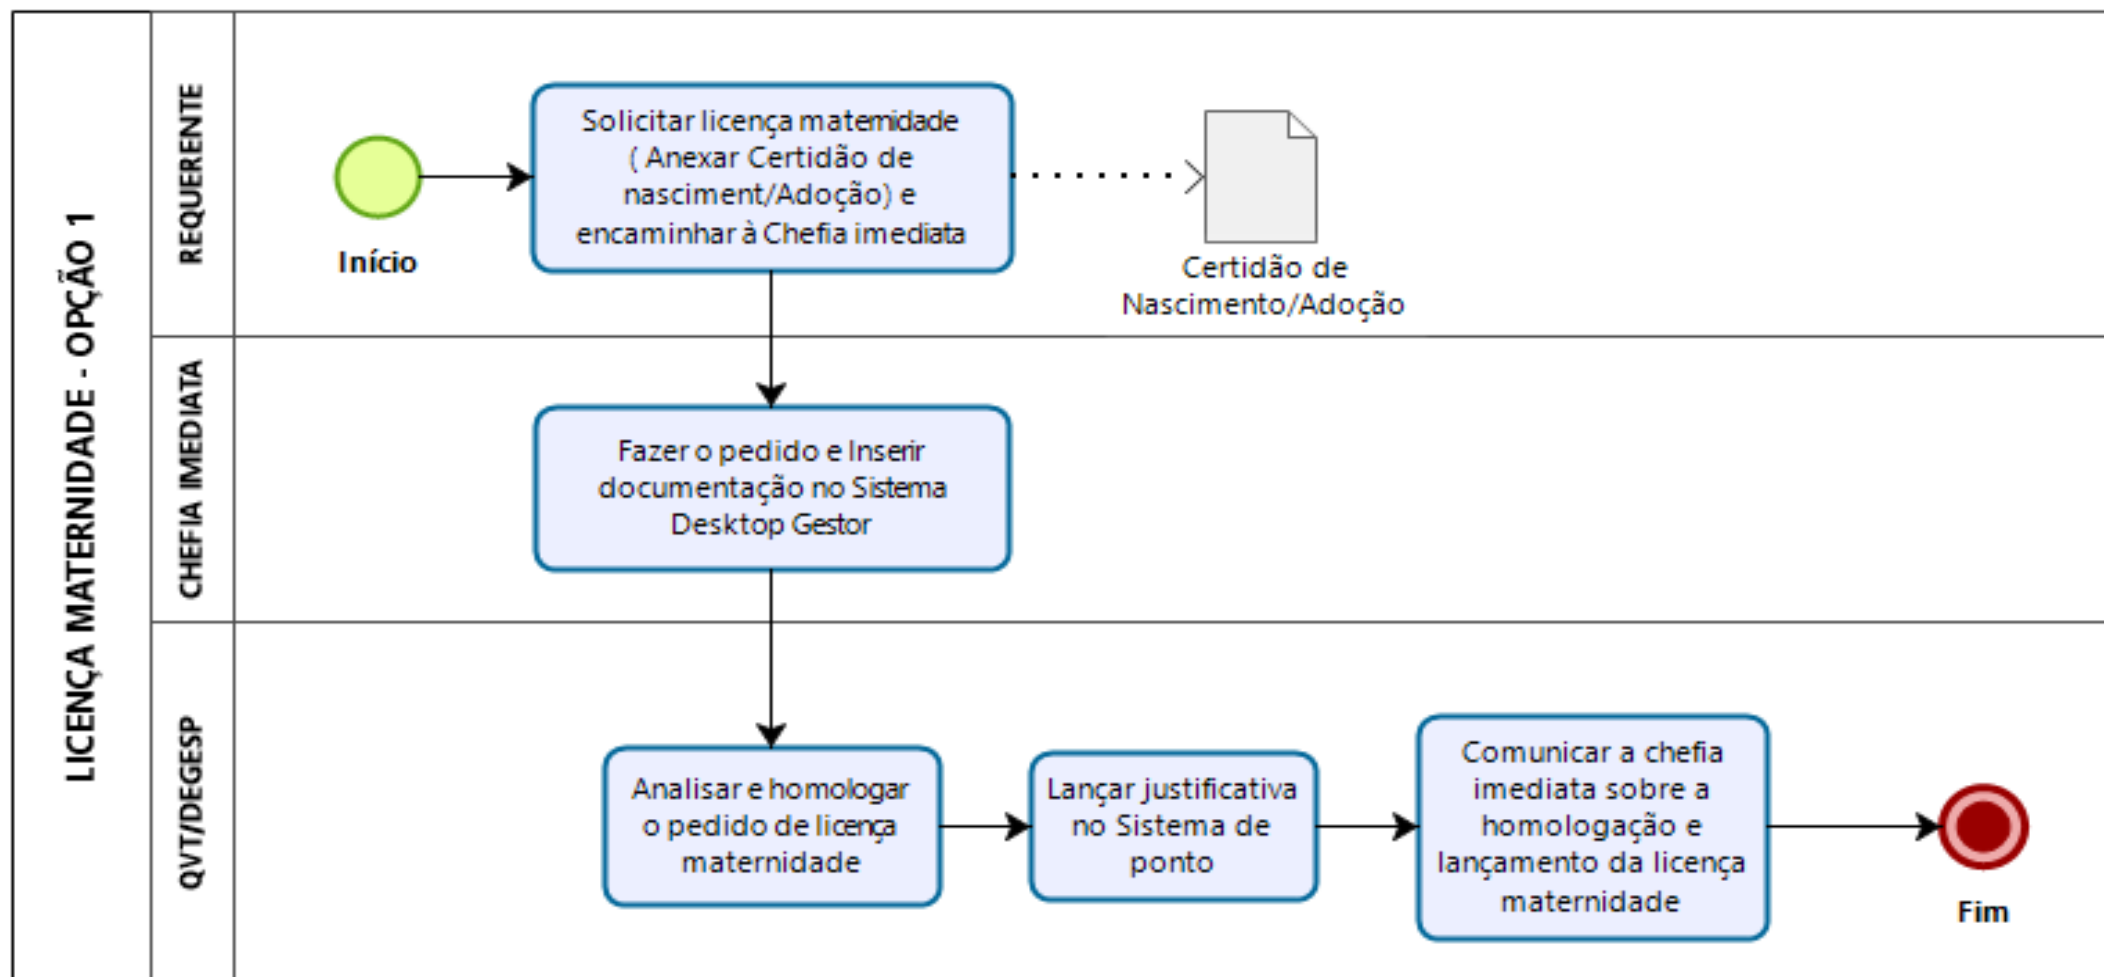 LICENÇA MATERNIDADE - OPÇÃO 1
REQUERENTE
Início
Solicitar licença maternidade
( Anexar Certidão de
nasciment/Adoção) e
encaminhar à Chefia imediata
Certidão de
Nascimento/Adoção
CHEFIA IMEDIATA
Fazer o pedido e Inserir
documentação no Sistema
Desktop Gestor
QVT/DEGESP
Analisar e homologar
o pedido de licença
maternidade
Lançar justificativa
no Sistema de
ponto
Comunicar a chefia
imediata sobre a
homologação e
lançamento da licença
maternidade
Fim